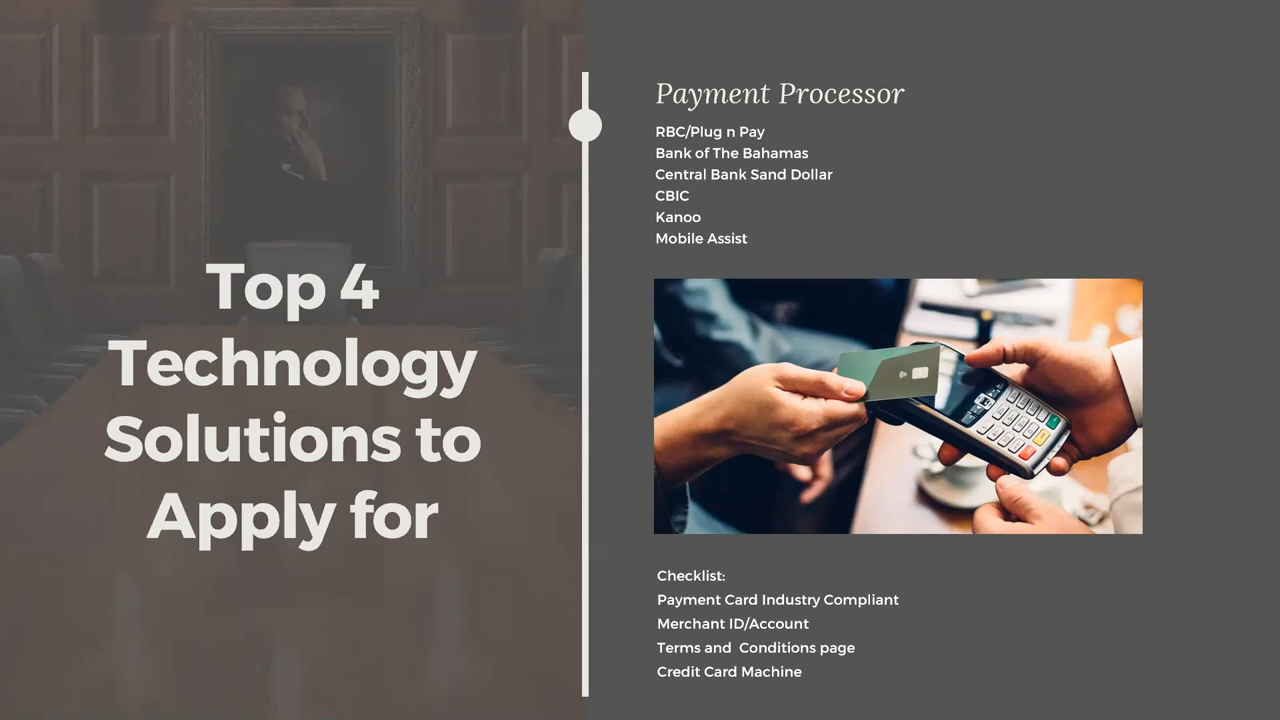 Top 4
Technology
Solutions to
Apply for
Payment Processor
RBC/Plug n Pay
Bank of The Bahamas
Central Bank Sand Dollar
CBIC
Kanoo
Mobile Assist
Checklist:
Payment Card Industry Compliant
Merchant ID/Account
Terms and  Conditions page
Credit Card Machine